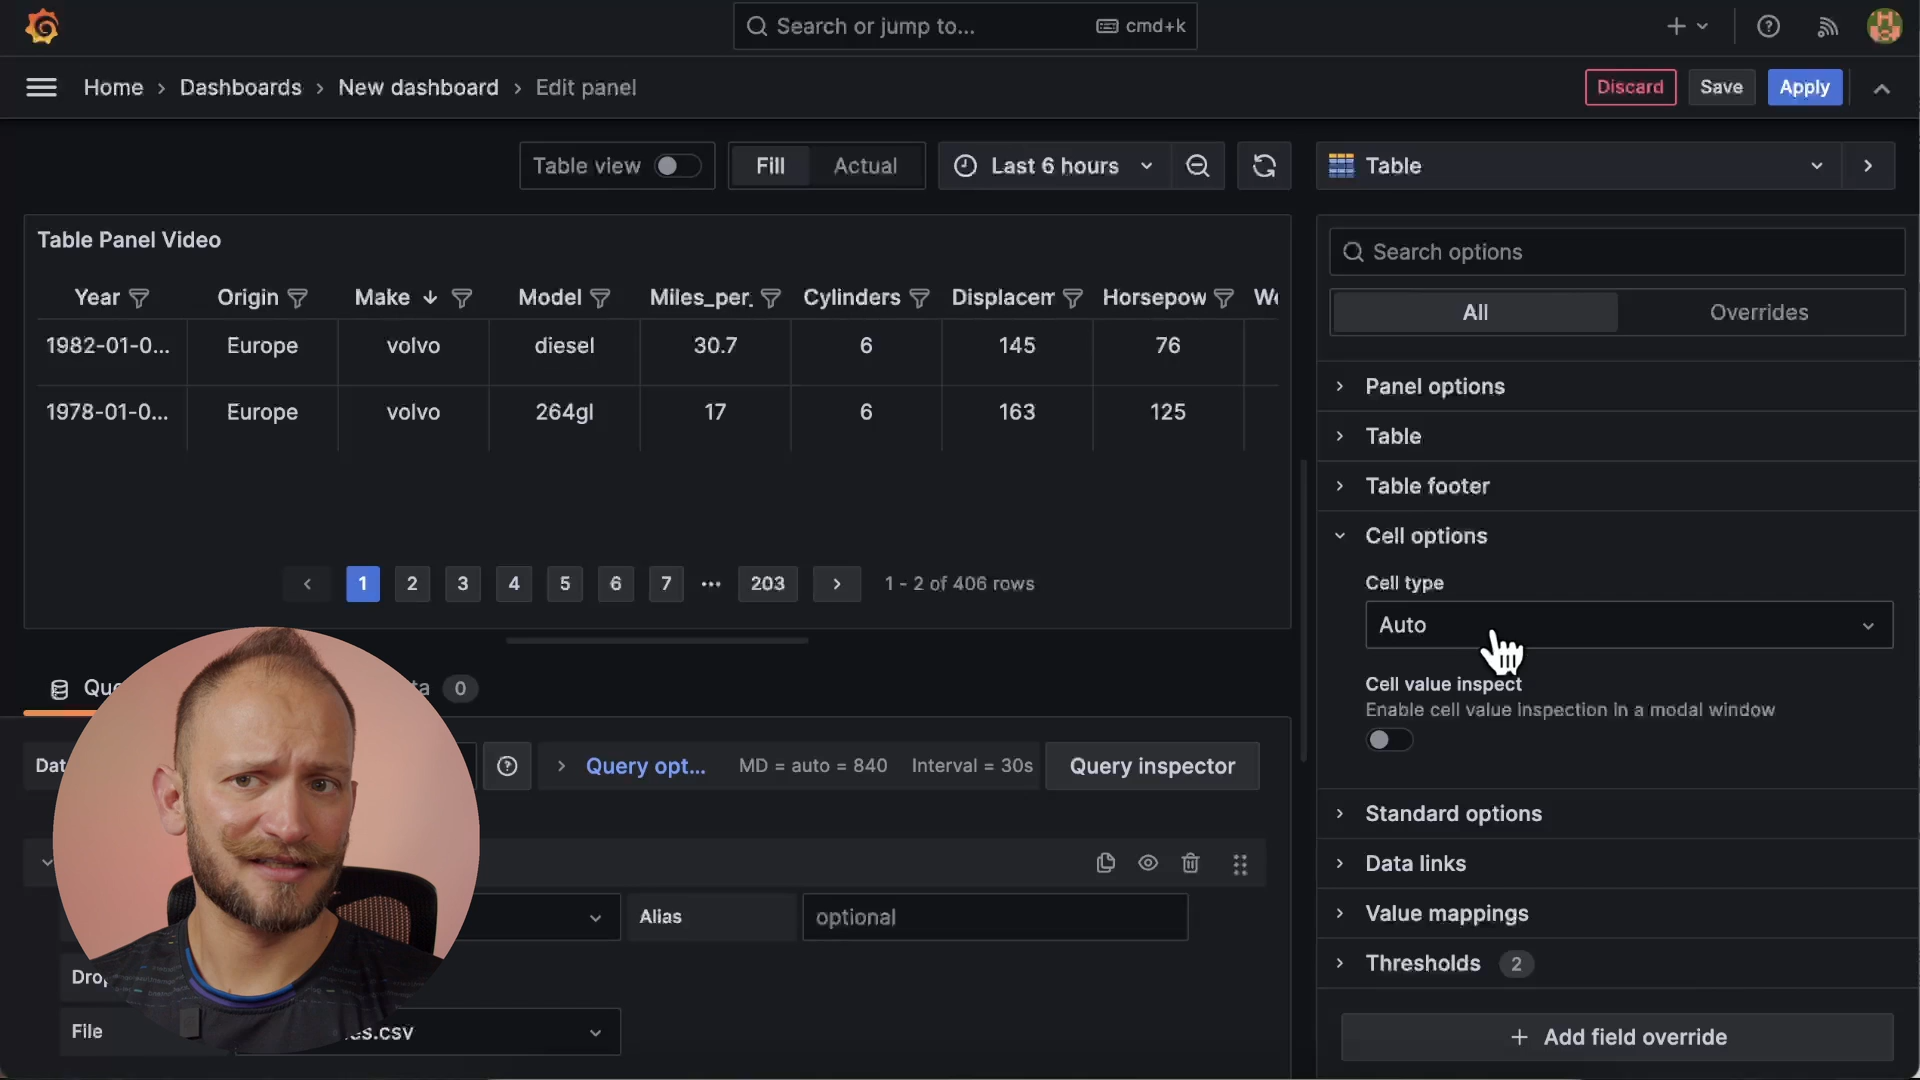 Search or jump to... cmd+k
Home › Dashboards › New dashboard › Edit panel
Discard Save Apply
Table view Fill Actual Last 6 hours Table
Table Panel Video
Year Origin Make Model Miles_per_ Cylinders Displacem Horsepow We
1982-01-0... Europe volvo diesel 30.7 6 145 76
1978-01-0... Europe volvo 264gl 17 6 163 125
‹ 1 2 3 4 5 6 7 ... 203 › 1 - 2 of 406 rows
Search options
All Overrides
Panel options
Table
Table footer
Cell options
Cell type
Auto
Cell value inspect
Enable cell value inspection in a modal window
Standard options
Data links
Value mappings
Thresholds 2
+ Add field override
0
Query opt... MD = auto = 840 Interval = 30s Query inspector
Alias optional
File